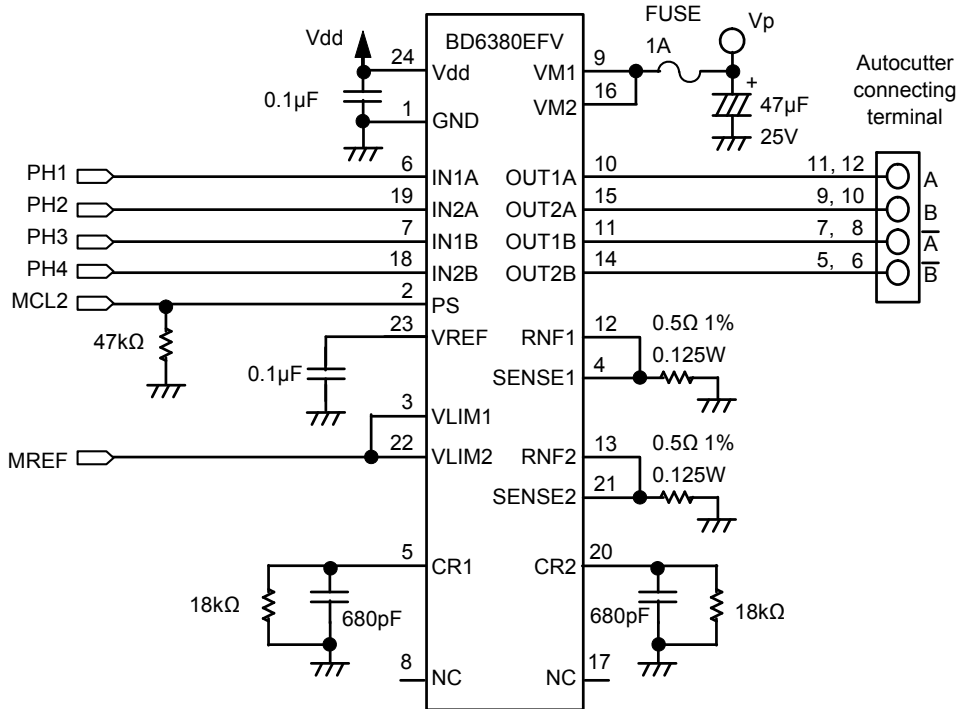 FUSE
Vp
Vdd
BD6380EFV
1A
24
Vdd
VM1
9
16
VM2
+
47µF
25V
Autocutter
connecting
terminal
0.1µF
1
GND
PH1
6
IN1A
OUT1A
10
11, 12
A
PH2
19
IN2A
OUT2A
15
9, 10
B
PH3
7
IN1B
OUT1B
11
7, 8
A̅
PH4
18
IN2B
OUT2B
14
5, 6
B̅
MCL2
2
PS
47kΩ
23
VREF
RNF1
12
0.5Ω 1%
0.125W
0.1µF
SENSE1
4
3
VLIM1
MREF
22
VLIM2
RNF2
13
0.5Ω 1%
0.125W
SENSE2
21
5
CR1
CR2
20
18kΩ
680pF
680pF
18kΩ
8
NC
NC
17